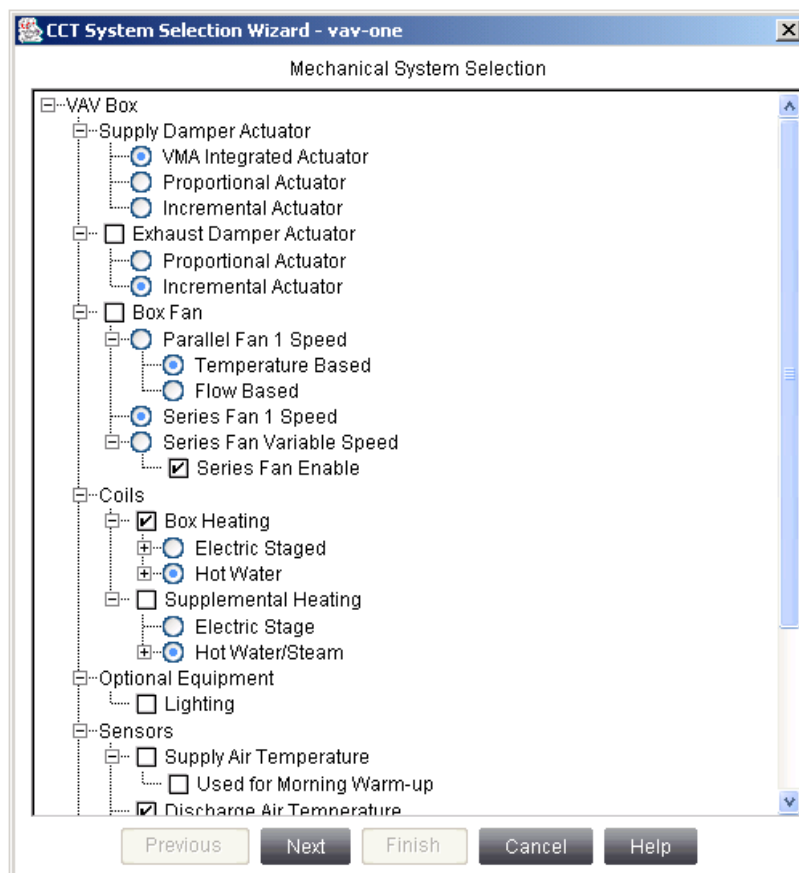 CCT System Selection Wizard - vav-one
Mechanical System Selection
VAV Box
Supply Damper Actuator
VMA Integrated Actuator
Proportional Actuator
Incremental Actuator
Exhaust Damper Actuator
Proportional Actuator
Incremental Actuator
Box Fan
Parallel Fan 1 Speed
Temperature Based
Flow Based
Series Fan 1 Speed
Series Fan Variable Speed
Series Fan Enable
Coils
Box Heating
Electric Staged
Hot Water
Supplemental Heating
Electric Stage
Hot Water/Steam
Optional Equipment
Lighting
Sensors
Supply Air Temperature
Used for Morning Warm-up
Discharge Air Temperature
Previous Next Finish Cancel Help